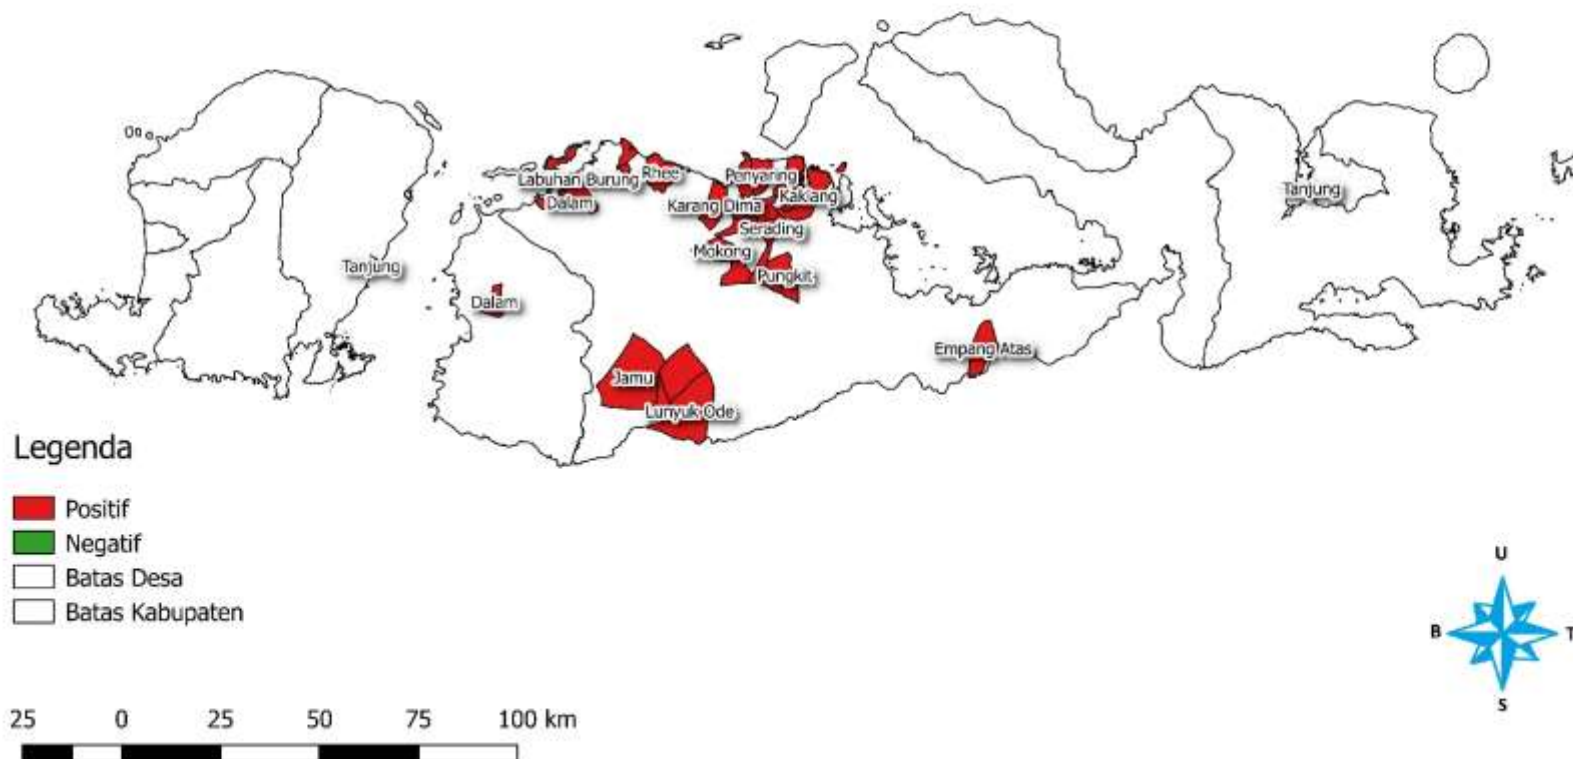 Labuhan Burung
Rhee
Penyaring
Tanjung
Dalam
Karang Dima
Kaklang
Serading
Mokong
Tanjung
Pungkit
Dalam
Empang Atas
Jamu
Lunyuk Ode
Legenda
Positif
Negatif
Batas Desa
Batas Kabupaten
U
B
T
S
25 0 25 50 75 100 km